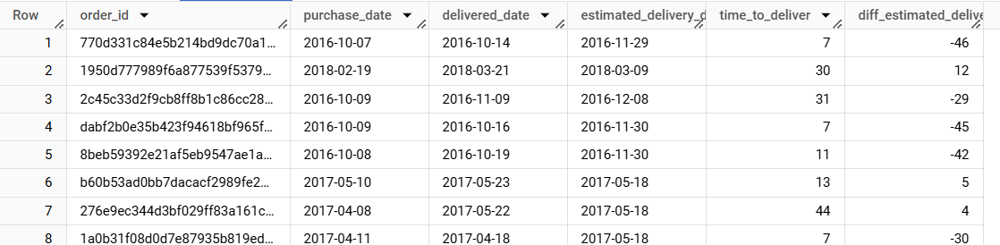 Row order_id purchase_date delivered_date estimated_delivery_d time_to_deliver diff_estimated_delive
1 770d331c84e5b214bd9dc70a1... 2016-10-07 2016-10-14 2016-11-29 7 -46
2 1950d777989f6a877539f5379... 2018-02-19 2018-03-21 2018-03-09 30 12
3 2c45c33d2f9cb8ff8b1c86cc28... 2016-10-09 2016-11-09 2016-12-08 31 -29
4 dabf2b0e35b423f94618bf965f... 2016-10-09 2016-10-16 2016-11-30 7 -45
5 8beb59392e21af5eb9547ae1a... 2016-10-08 2016-10-19 2016-11-30 11 -42
6 b60b53ad0bb7dacacf2989fe2... 2017-05-10 2017-05-23 2017-05-18 13 5
7 276e9ec344d3bf029ff83a161c... 2017-04-08 2017-05-22 2017-05-18 44 4
8 1a0b31f08d0d7e87935b819ed... 2017-04-11 2017-04-18 2017-05-18 7 -30